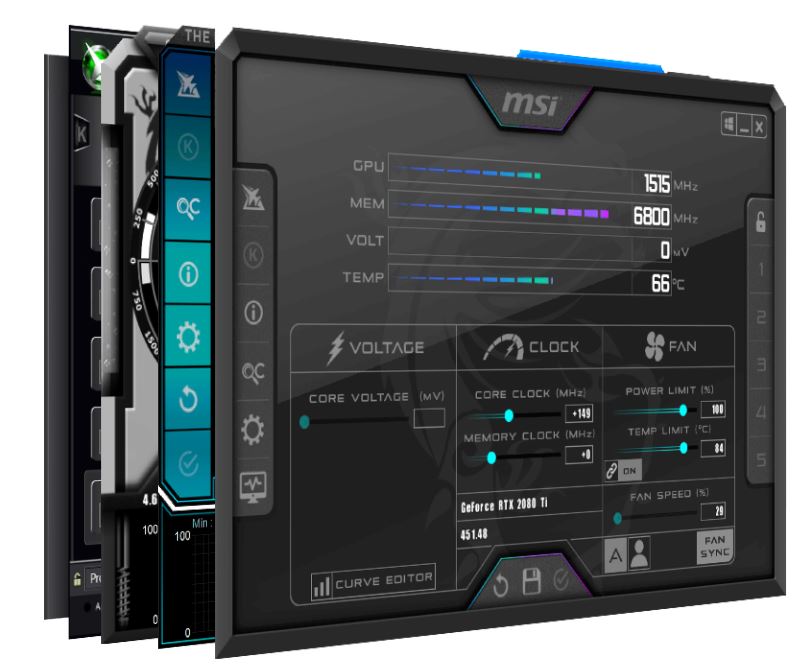 THE
msi
GPU 1515 MHz
MEM 6800 MHz
VOLT 0 mV
TEMP 66 °C
K
K
K
500
250
0
750
1500
1
2
3
4
5
VOLTAGE
CLOCK
FAN
CORE VOLTAGE (MV)
CORE CLOCK (MHz)
+149
MEMORY CLOCK (MHz)
+0
POWER LIMIT (%)
100
TEMP LIMIT (°C)
84
ON
GeForce RTX 2080 Ti
451.48
FAN SPEED (%)
29
A
FAN
SYNC
CURVE EDITOR
4.6
100
0
Min :
100
0
Pr
A